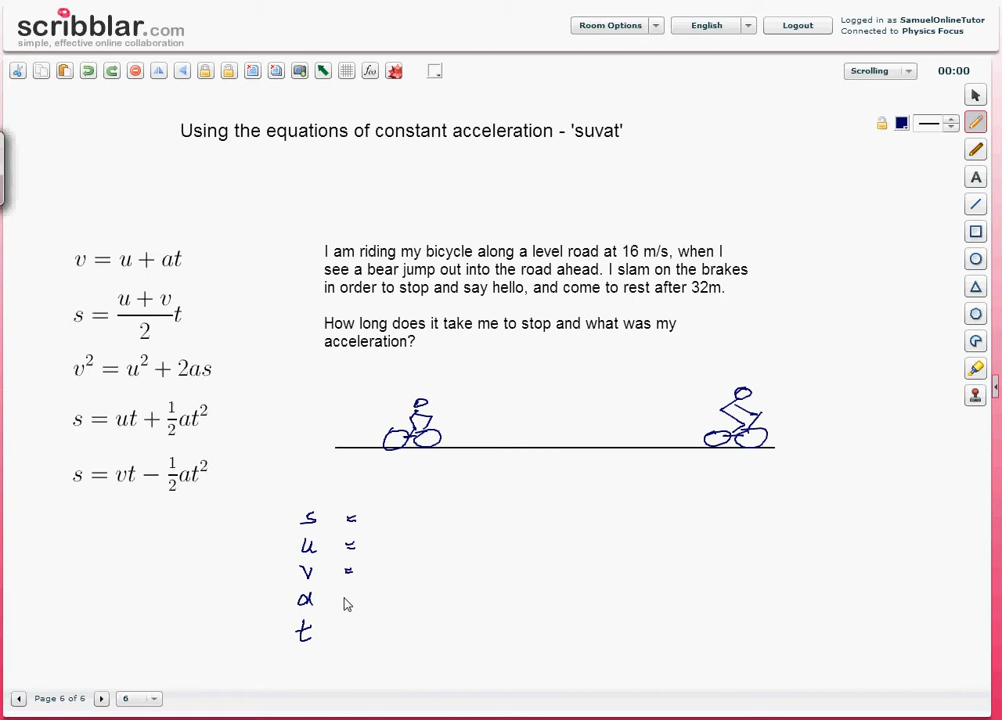 scribblar.com
simple, effective online collaboration
Room Options
English
Logout
Logged in as SamuelOnlineTutor
Connected to Physics Focus
f(x)
Scrolling
00:00
Using the equations of constant acceleration - 'suvat'
A
v = u + at
s = \frac{u + v}{2}t
v² = u² + 2as
s = ut + ½at²
s = vt − ½at²
I am riding my bicycle along a level road at 16 m/s, when I
see a bear jump out into the road ahead. I slam on the brakes
in order to stop and say hello, and come to rest after 32m.
How long does it take me to stop and what was my
acceleration?
s =
u =
v =
a
t
Page 6 of 6
6